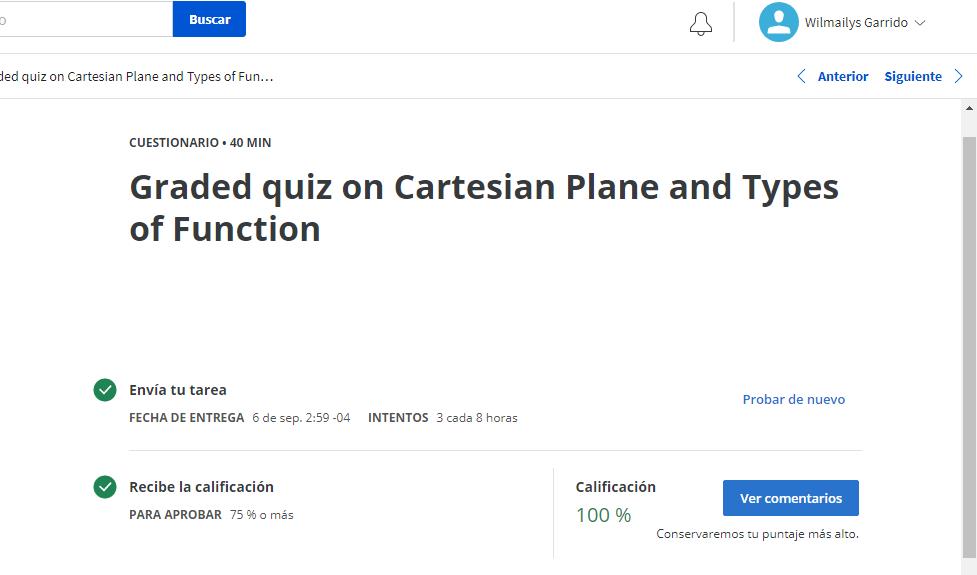 o
Buscar
Wilmailys Garrido
ded quiz on Cartesian Plane and Types of Fun...
Anterior
Siguiente
CUESTIONARIO • 40 MIN
Graded quiz on Cartesian Plane and Types
of Function
Envía tu tarea
FECHA DE ENTREGA 6 de sep. 2:59 -04 INTENTOS 3 cada 8 horas
Probar de nuevo
Recibe la calificación
PARA APROBAR 75 % o más
Calificación
100 %
Ver comentarios
Conservaremos tu puntaje más alto.